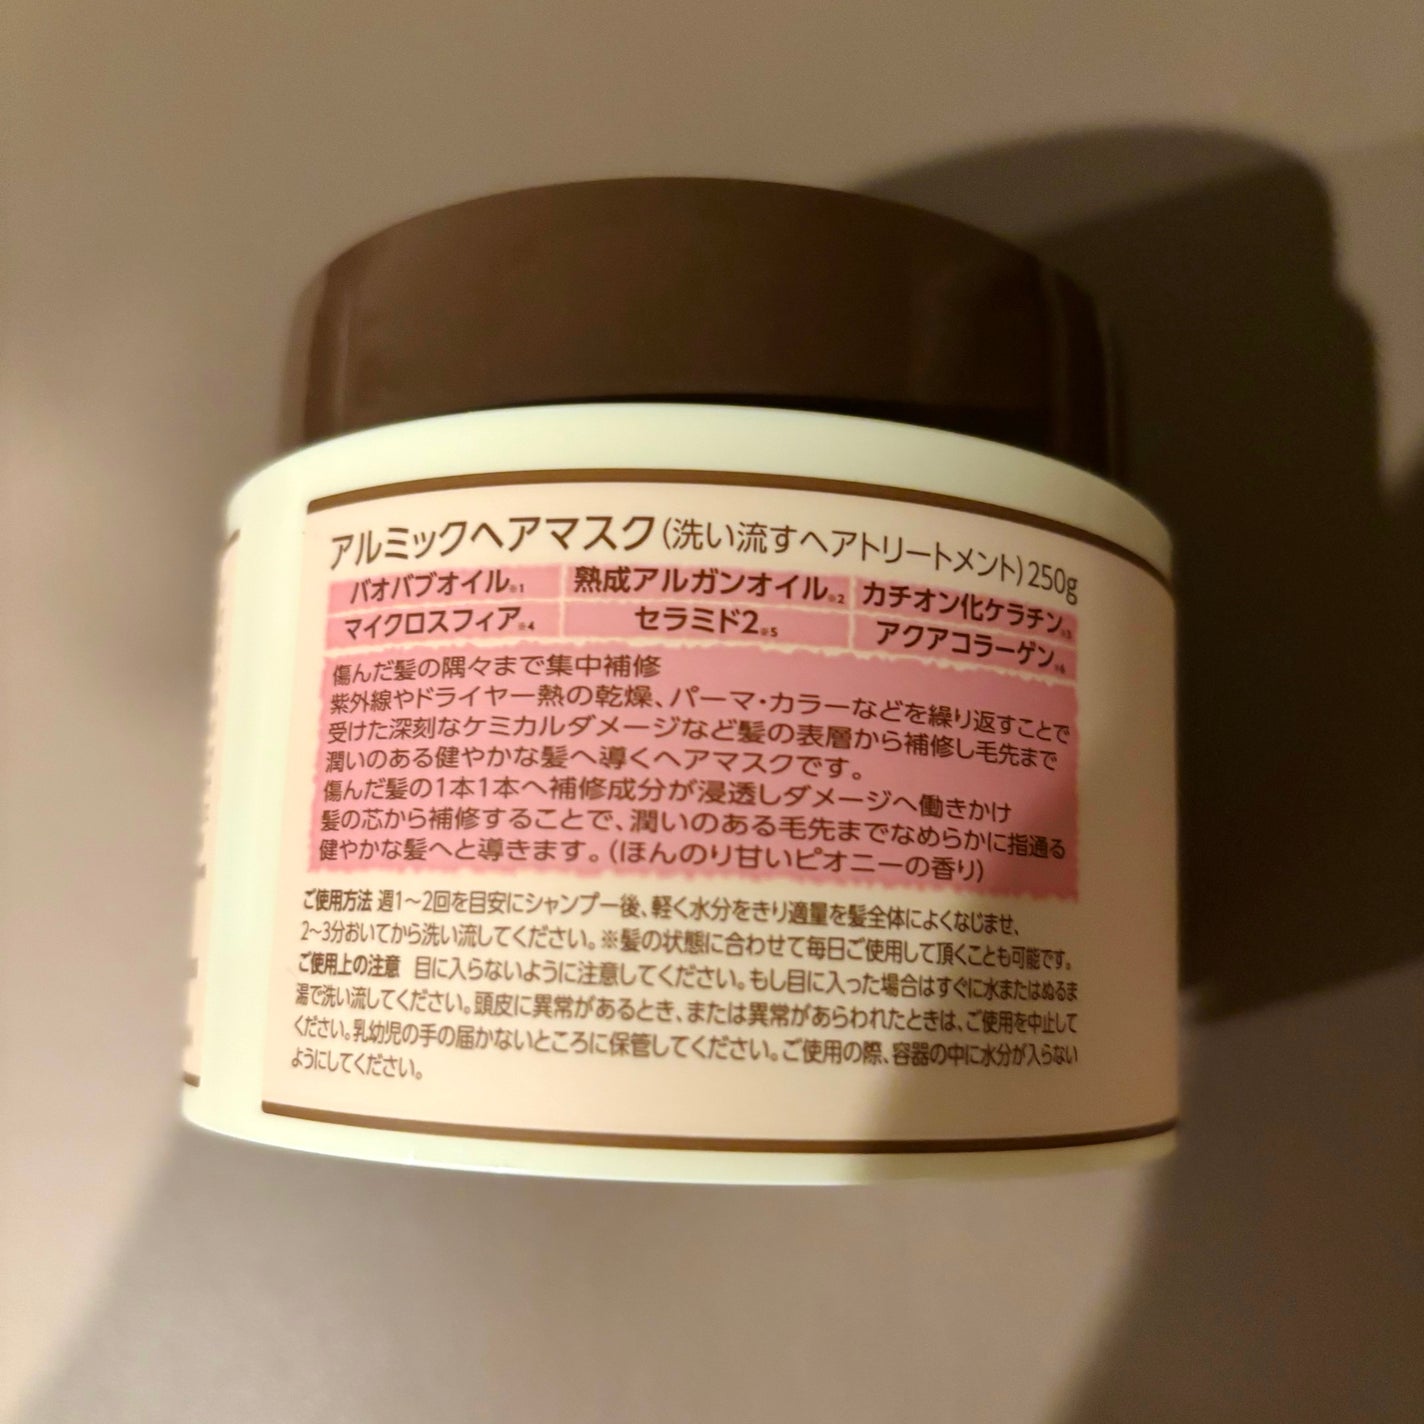 アルミックヘアマスク(洗い流すヘアトリートメント)250g
バオバブオイル※1 熟成アルガンオイル※2 カチオン化ケラチン※3
マイクロスフィア※4 セラミド2※5 アクアコラーゲン※6
傷んだ髪の隅々まで集中補修
紫外線やドライヤー熱の乾燥、パーマ・カラーなどを繰り返すことで
受けた深刻なケミカルダメージなど髪の表層から補修し毛先まで
潤いのある健やかな髪へ導くヘアマスクです。
傷んだ髪の1本1本へ補修成分が浸透しダメージへ働きかけ
髪の芯から補修することで、潤いのある毛先までなめらかに指通る
健やかな髪へと導きます。(ほんのり甘いピオニーの香り)
ご使用方法 週1～2回を目安にシャンプー後、軽く水分をきり適量を髪全体によくなじませ、
2～3分おいてから洗い流してください。※髪の状態に合わせて毎日ご使用して頂くことも可能です。
ご使用上の注意 目に入らないように注意してください。もし目に入った場合はすぐに水またはぬるま
湯で洗い流してください。頭皮に異常があるとき、または異常があらわれたときは、ご使用を中止して
ください。乳幼児の手の届かないところに保管してください。ご使用の際、容器の中に水分が入らない
ようにしてください。